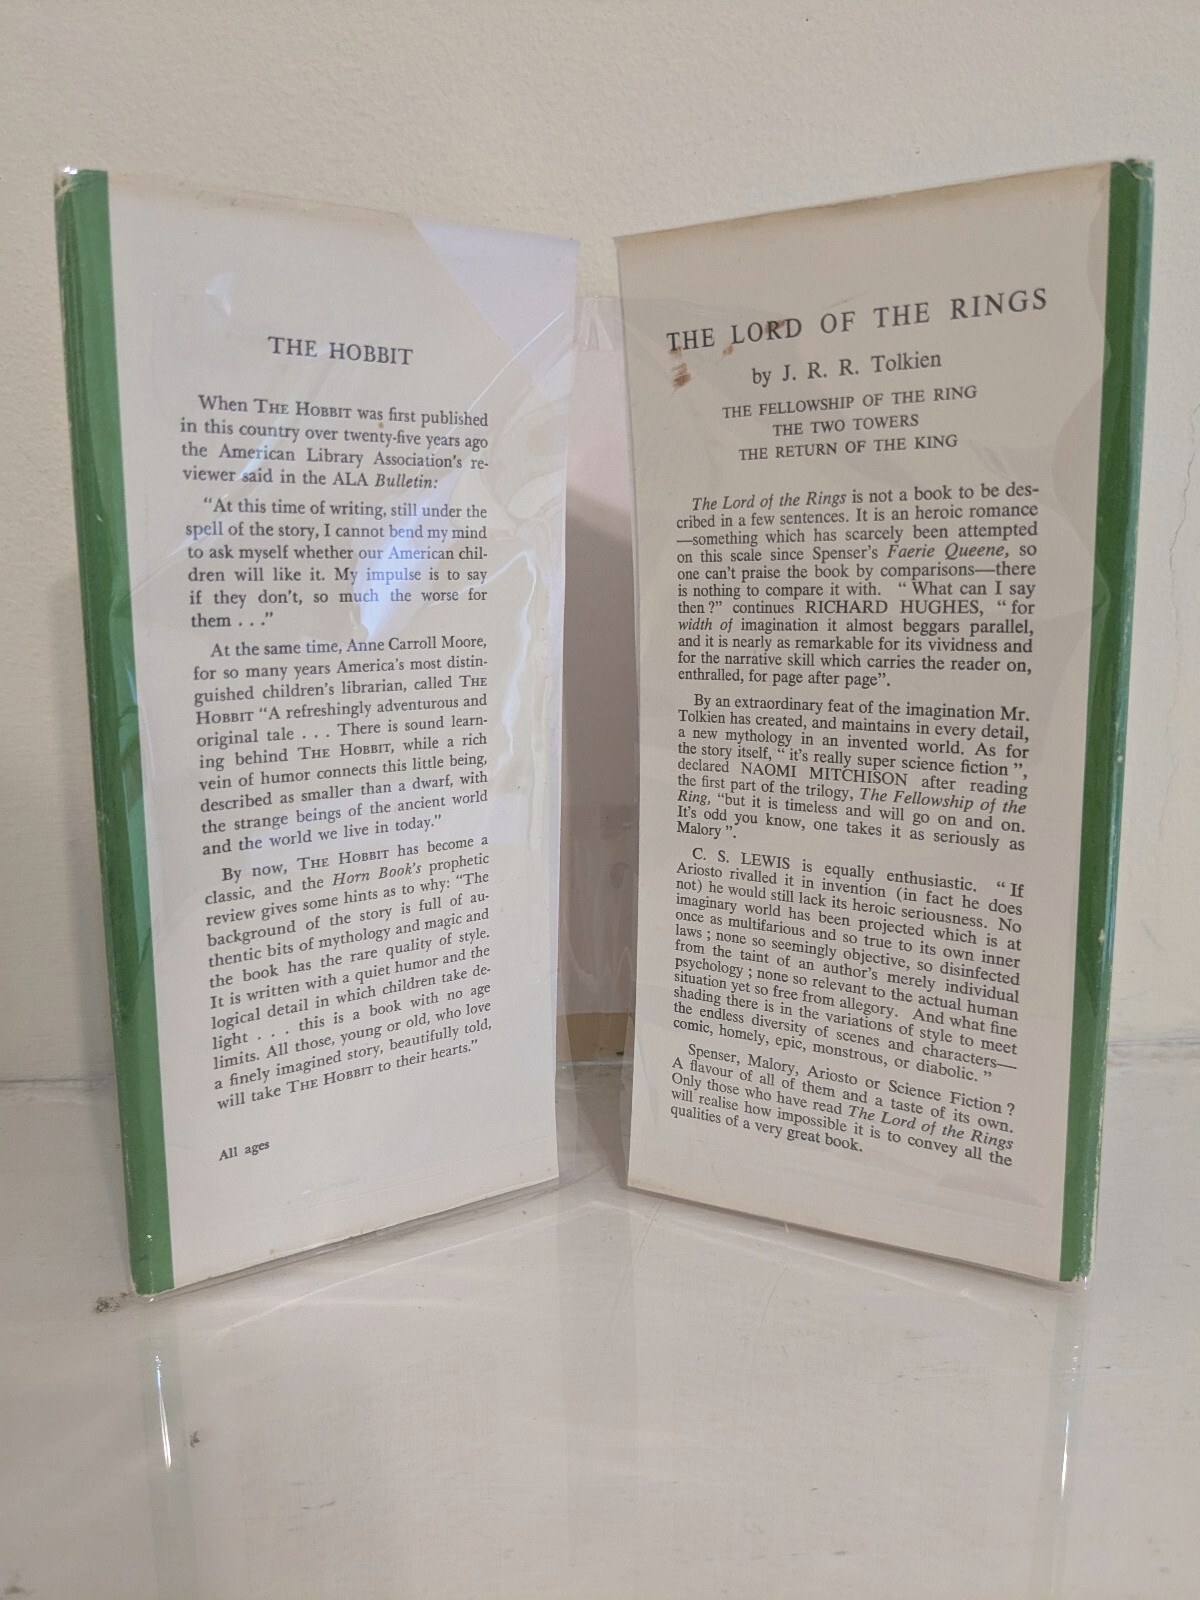 THE HOBBIT
When THE HOBBIT was first published
in this country over twenty-five years ago
the American Library Association's re-
viewer said in the ALA Bulletin:
"At this time of writing, still under the
spell of the story, I cannot bend my mind
to ask myself whether our American chil-
dren will like it. My impulse is to say
if they don't, so much the worse for
them . . ."
At the same time, Anne Carroll Moore,
for so many years America's most distin-
guished children's librarian, called THE
HOBBIT "A refreshingly adventurous and
original tale . . . There is sound learn-
ing behind THE HOBBIT, while a rich
vein of humor connects this little being,
described as smaller than a dwarf, with
the strange beings of the ancient world
and the world we live in today."
By now, THE HOBBIT has become a
classic, and the Horn Book's prophetic
review gives some hints as to why: "The
background of the story is full of au-
thentic bits of mythology and magic and
the book has the rare quality of style.
It is written with a quiet humor and the
logical detail in which children take de-
light . . . this is a book with no age
limits. All those, young or old, who love
a finely imagined story, beautifully told,
will take THE HOBBIT to their hearts."
All ages
THE LORD OF THE RINGS
by J. R. R. Tolkien
THE FELLOWSHIP OF THE RING
THE TWO TOWERS
THE RETURN OF THE KING
The Lord of the Rings is not a book to be des-
cribed in a few sentences. It is an heroic romance
—something which has scarcely been attempted
on this scale since Spenser's Faerie Queene, so
one can't praise the book by comparisons—there
is nothing to compare it with. "What can I say
then?" continues RICHARD HUGHES, "for
width of imagination it almost beggars parallel,
and it is nearly as remarkable for its vividness and
for the narrative skill which carries the reader on,
enthralled, for page after page".
By an extraordinary feat of the imagination Mr.
Tolkien has created, and maintains in every detail,
a new mythology in an invented world. As for
the story itself, "it's really super science fiction",
declared NAOMI MITCHISON after reading
the first part of the trilogy, The Fellowship of the
Ring, "but it is timeless and will go on and on.
It's odd you know, one takes it as seriously as
Malory".
C. S. LEWIS is equally enthusiastic. "If
Ariosto rivalled it in invention (in fact he does
not) he would still lack its heroic seriousness. No
imaginary world has been projected which is at
once as multifarious and so true to its own inner
laws; none so seemingly objective, so disinfected
from the taint of an author's merely individual
psychology; none so relevant to the actual human
situation yet so free from allegory. And what fine
shading there is in the variations of style to meet
the endless diversity of scenes and characters—
comic, homely, epic, monstrous, or diabolic."
Spenser, Malory, Ariosto or Science Fiction?
A flavour of all of them and a taste of its own.
Only those who have read The Lord of the Rings
will realise how impossible it is to convey all the
qualities of a very great book.